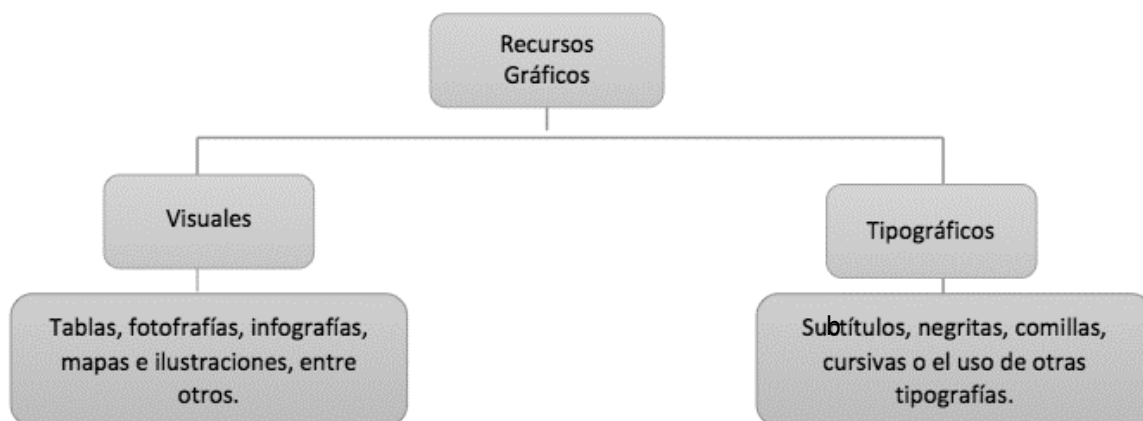 Recursos
Gráficos
Visuales
Tipográficos
Tablas, fotofrafías, infografías,
mapas e ilustraciones, entre
otros.
Subtítulos, negritas, comillas,
cursivas o el uso de otras
tipografías.